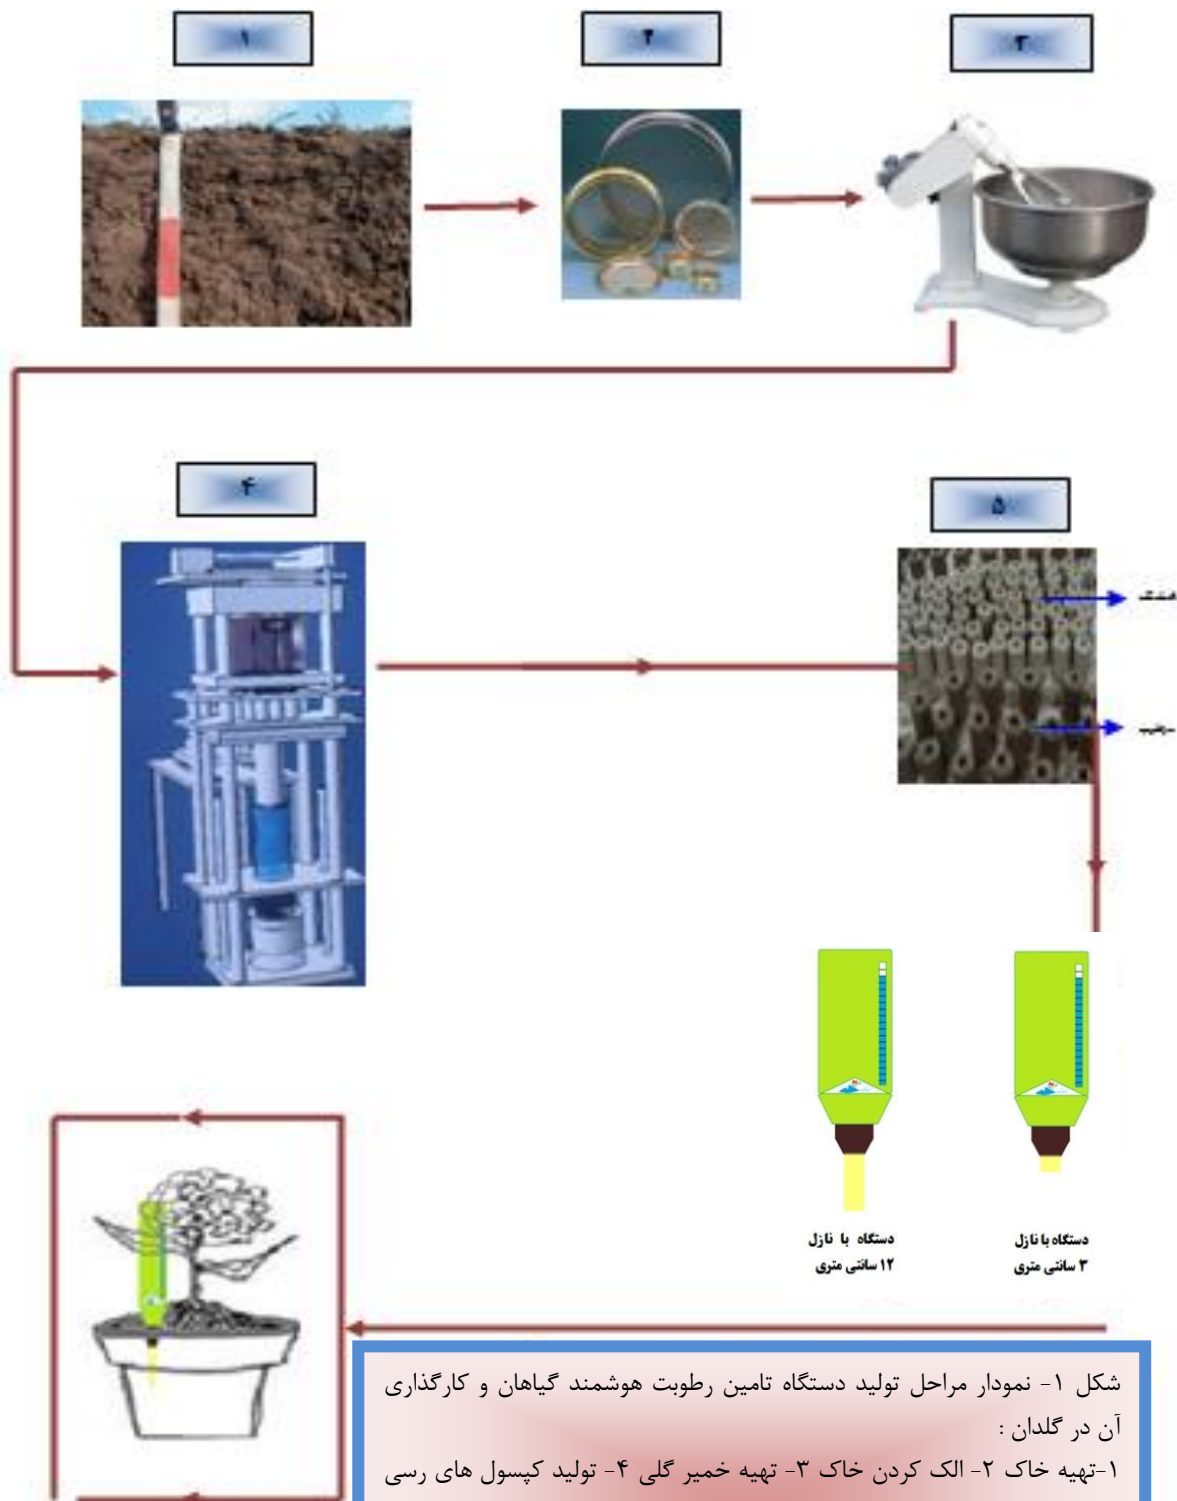 ۱
۲
۳
۴
۵
دستگاه با نازل
۱۲ سانتی متری
دستگاه با نازل
۳ سانتی متری
شکل ۱- نمودار مراحل تولید دستگاه تامین رطوبت هوشمند گیاهان و کارگذاری
آن در گلدان :
۱-تهیه خاک ۲- الک کردن خاک ۳- تهیه خمیر گلی ۴- تولید کپسول های رسی